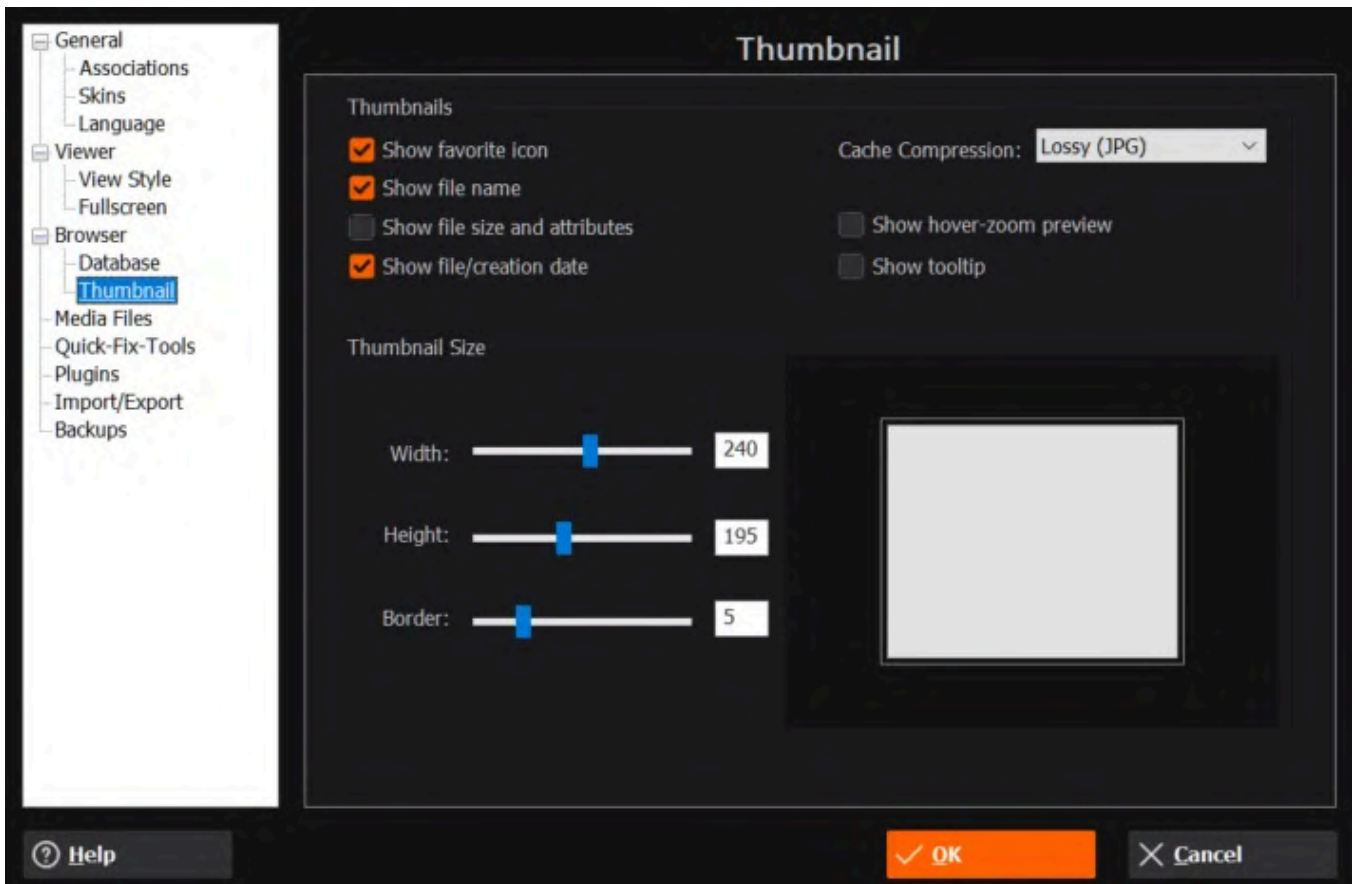 General
Associations
Skins
Language
Viewer
View Style
Fullscreen
Browser
Database
Thumbnail
Media Files
Quick-Fix-Tools
Plugins
Import/Export
Backups
Thumbnail
Thumbnails
Show favorite icon
Cache Compression: Lossy (JPG)
Show file name
Show file size and attributes
Show hover-zoom preview
Show file/creation date
Show tooltip
Thumbnail Size
Width: 240
Height: 195
Border: 5
? Help
OK
Cancel